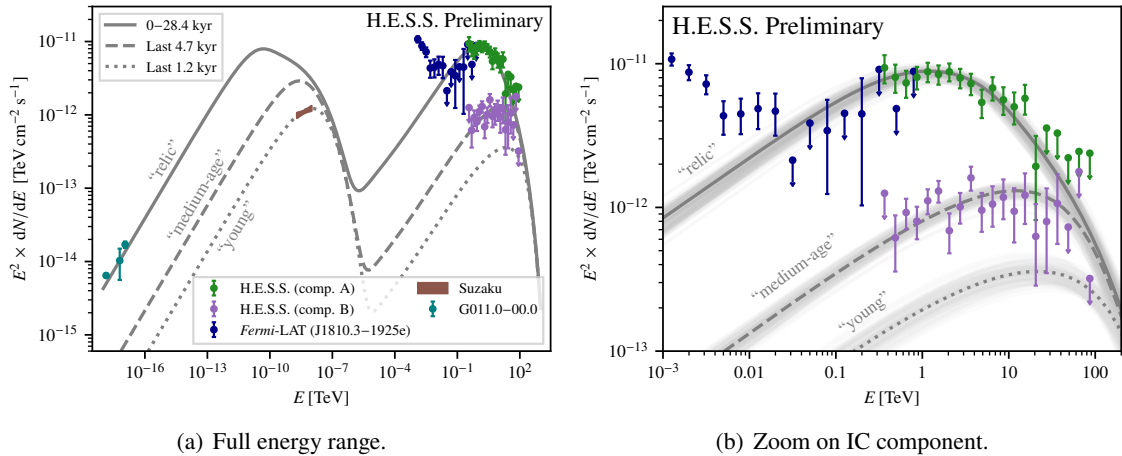 H.E.S.S. Preliminary
0−28.4 kyr
Last 4.7 kyr
Last 1.2 kyr
E² × dN/dE [TeV cm⁻² s⁻¹]
10⁻¹¹
10⁻¹²
10⁻¹³
10⁻¹⁴
10⁻¹⁵
“relic”
“medium-age”
“young”
H.E.S.S. (comp. A)
H.E.S.S. (comp. B)
Fermi-LAT (J1810.3−1925e)
Suzaku
G011.0−00.0
10⁻¹⁶ 10⁻¹³ 10⁻¹⁰ 10⁻⁷ 10⁻⁴ 10⁻¹ 10²
E [TeV]
(a) Full energy range.
H.E.S.S. Preliminary
E² × dN/dE [TeV cm⁻² s⁻¹]
10⁻¹¹
10⁻¹²
10⁻¹³
“relic”
“medium-age”
“young”
10⁻³ 0.01 0.1 1 10 100
E [TeV]
(b) Zoom on IC component.